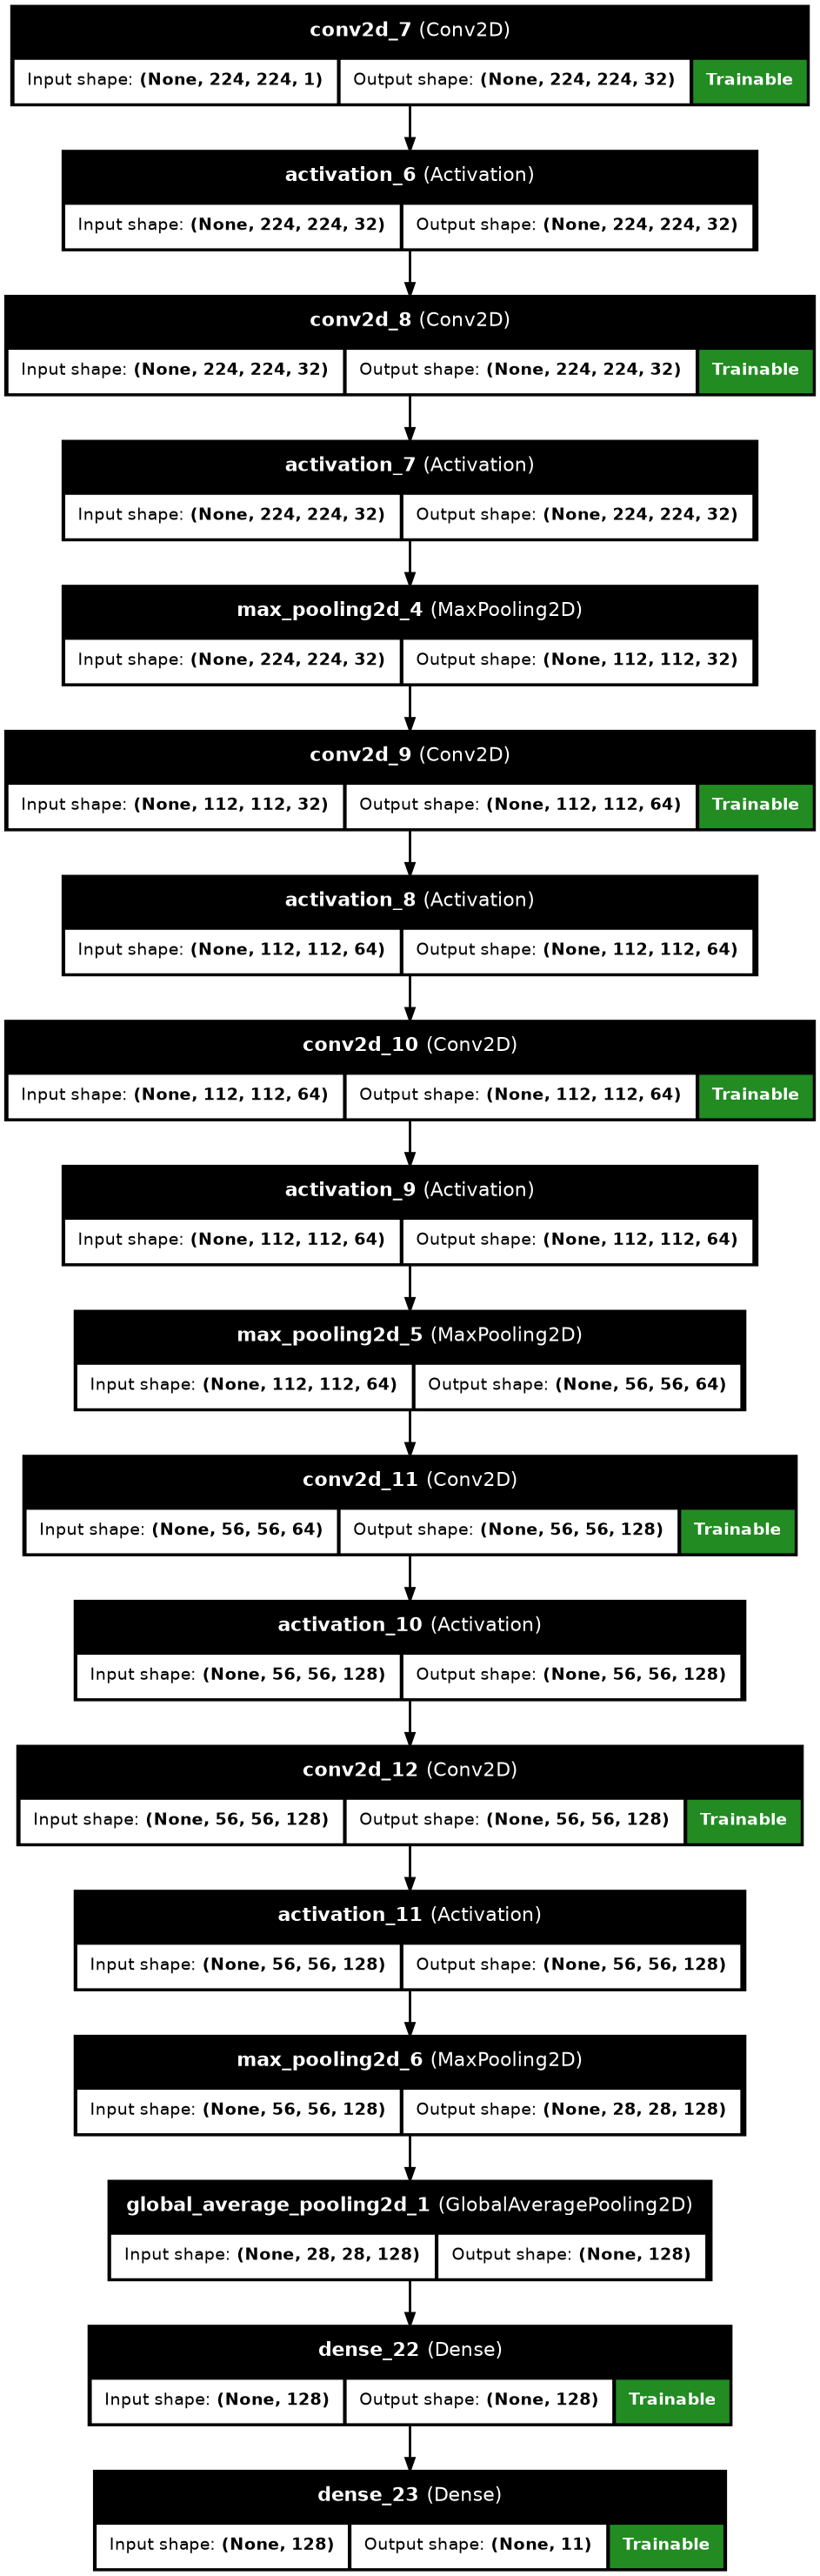 conv2d_7 (Conv2D)
Input shape: (None, 224, 224, 1) Output shape: (None, 224, 224, 32) Trainable
activation_6 (Activation)
Input shape: (None, 224, 224, 32) Output shape: (None, 224, 224, 32)
conv2d_8 (Conv2D)
Input shape: (None, 224, 224, 32) Output shape: (None, 224, 224, 32) Trainable
activation_7 (Activation)
Input shape: (None, 224, 224, 32) Output shape: (None, 224, 224, 32)
max_pooling2d_4 (MaxPooling2D)
Input shape: (None, 224, 224, 32) Output shape: (None, 112, 112, 32)
conv2d_9 (Conv2D)
Input shape: (None, 112, 112, 32) Output shape: (None, 112, 112, 64) Trainable
activation_8 (Activation)
Input shape: (None, 112, 112, 64) Output shape: (None, 112, 112, 64)
conv2d_10 (Conv2D)
Input shape: (None, 112, 112, 64) Output shape: (None, 112, 112, 64) Trainable
activation_9 (Activation)
Input shape: (None, 112, 112, 64) Output shape: (None, 112, 112, 64)
max_pooling2d_5 (MaxPooling2D)
Input shape: (None, 112, 112, 64) Output shape: (None, 56, 56, 64)
conv2d_11 (Conv2D)
Input shape: (None, 56, 56, 64) Output shape: (None, 56, 56, 128) Trainable
activation_10 (Activation)
Input shape: (None, 56, 56, 128) Output shape: (None, 56, 56, 128)
conv2d_12 (Conv2D)
Input shape: (None, 56, 56, 128) Output shape: (None, 56, 56, 128) Trainable
activation_11 (Activation)
Input shape: (None, 56, 56, 128) Output shape: (None, 56, 56, 128)
max_pooling2d_6 (MaxPooling2D)
Input shape: (None, 56, 56, 128) Output shape: (None, 28, 28, 128)
global_average_pooling2d_1 (GlobalAveragePooling2D)
Input shape: (None, 28, 28, 128) Output shape: (None, 128)
dense_22 (Dense)
Input shape: (None, 128) Output shape: (None, 128) Trainable
dense_23 (Dense)
Input shape: (None, 128) Output shape: (None, 11) Trainable